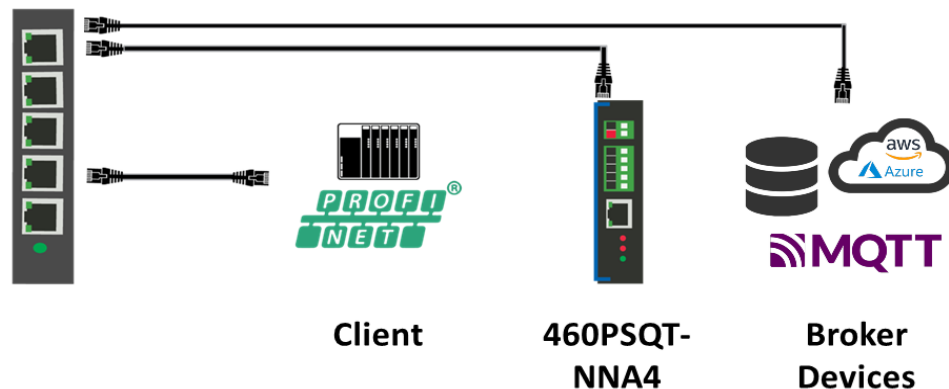 PROFI®
NET
aws
Azure
MQTT
Client
460PSQT-
NNA4
Broker
Devices